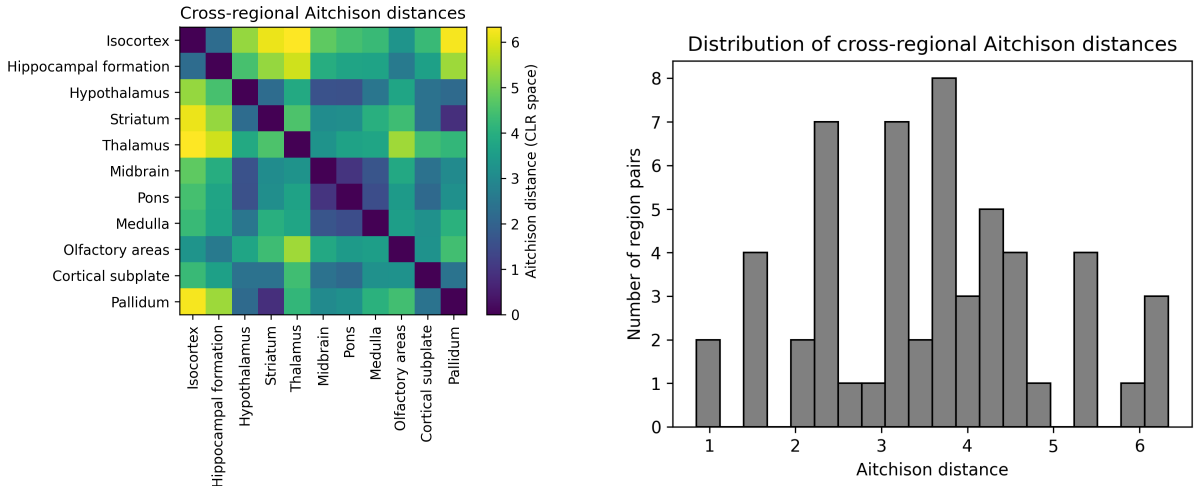 Cross-regional Aitchison distances
Isocortex
Hippocampal formation
Hypothalamus
Striatum
Thalamus
Midbrain
Pons
Medulla
Olfactory areas
Cortical subplate
Pallidum
Isocortex
Hippocampal formation
Hypothalamus
Striatum
Thalamus
Midbrain
Pons
Medulla
Olfactory areas
Cortical subplate
Pallidum
6
5
4
3
2
1
0
Aitchison distance (CLR space)
Distribution of cross-regional Aitchison distances
Number of region pairs
8
7
6
5
4
3
2
1
0
1 2 3 4 5 6
Aitchison distance